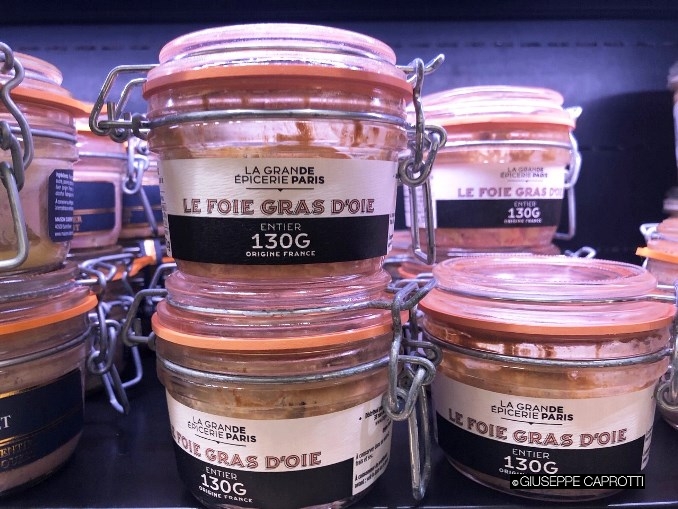 LA GRANDE
ÉPICERIE PARIS
LE FOIE GRAS D'OIE
ENTIER
130G
ORIGINE FRANCE
LA GRANDE
ÉPICERIE PARIS
LE FOIE GRAS D'OIE
ENTIER
130G
LA GRANDE
ÉPICERIE PARIS
LE FOIE GRAS D'OIE
ENTIER
130G
ORIGINE FRANCE
LA GRANDE
ÉPICERIE PARIS
LE FOIE GRAS D'OIE
ENTIER
130G
© GIUSEPPE CAPROTTI